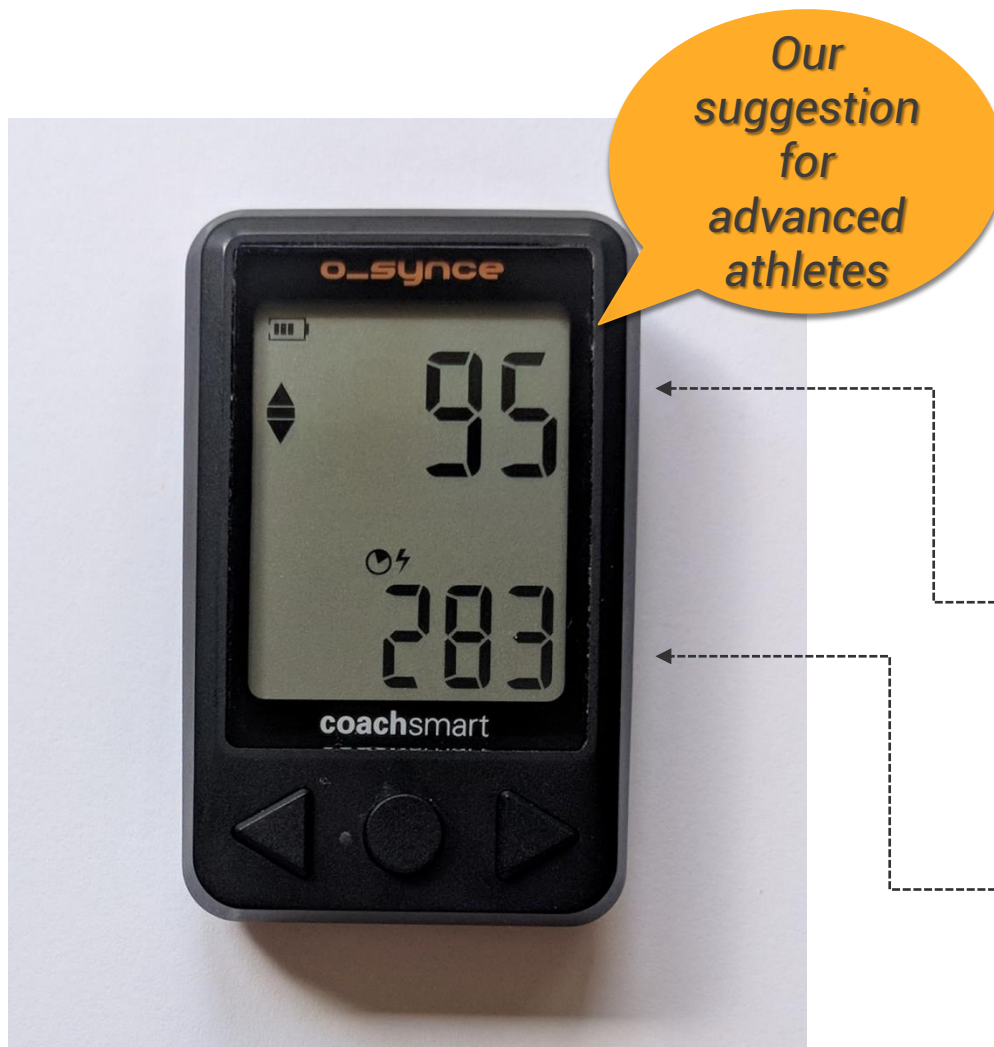 Our
suggestion
for
advanced
athletes
o_synce
95
283
coachsmart